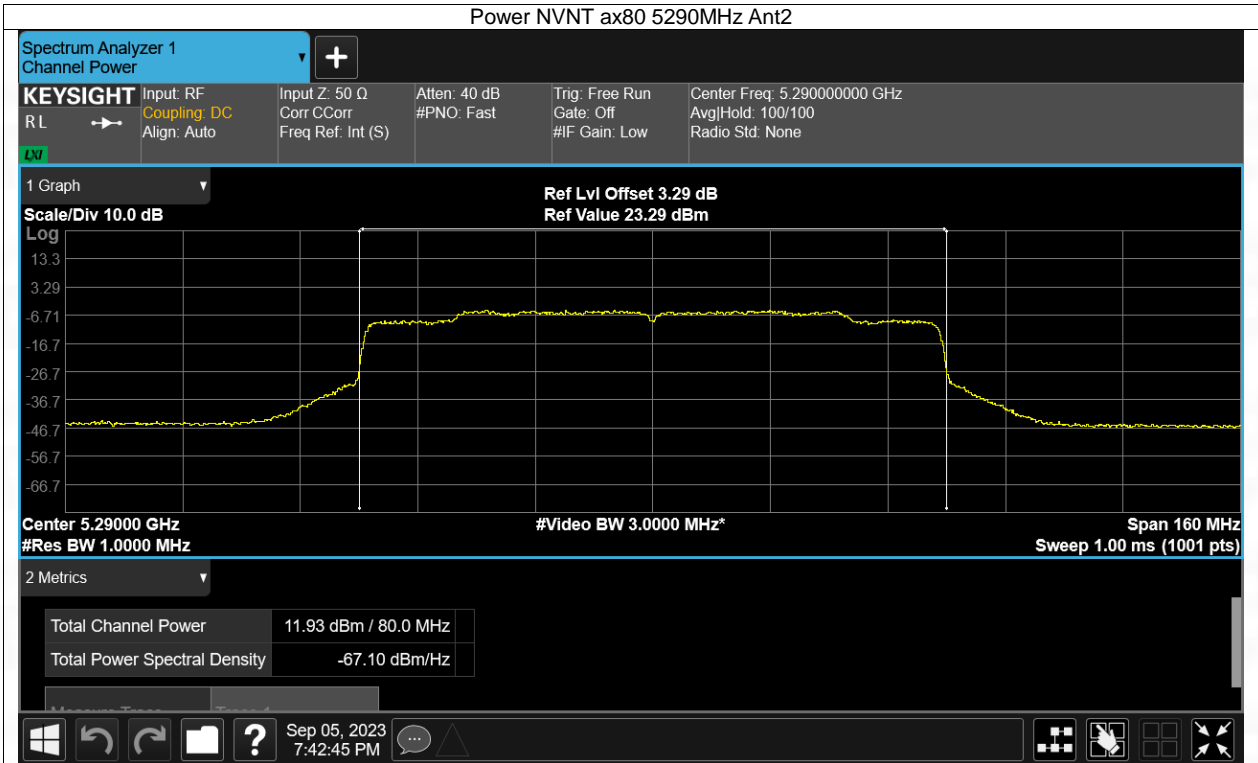 Power NVNT ax80 5290MHz Ant2
Spectrum Analyzer 1
Channel Power
+
KEYSIGHT
RL
LXI
Input: RF
Coupling: DC
Align: Auto
Input Z: 50 Ω
Corr CCorr
Freq Ref: Int (S)
Atten: 40 dB
#PNO: Fast
Trig: Free Run
Gate: Off
#IF Gain: Low
Center Freq: 5.290000000 GHz
Avg|Hold: 100/100
Radio Std: None
1 Graph
Scale/Div 10.0 dB
Ref Lvl Offset 3.29 dB
Ref Value 23.29 dBm
Log
13.3
3.29
-6.71
-16.7
-26.7
-36.7
-46.7
-56.7
-66.7
Center 5.29000 GHz
#Video BW 3.0000 MHz*
Span 160 MHz
#Res BW 1.0000 MHz
Sweep 1.00 ms (1001 pts)
2 Metrics
Total Channel Power 11.93 dBm / 80.0 MHz
Total Power Spectral Density -67.10 dBm/Hz
?
Sep 05, 2023
7:42:45 PM